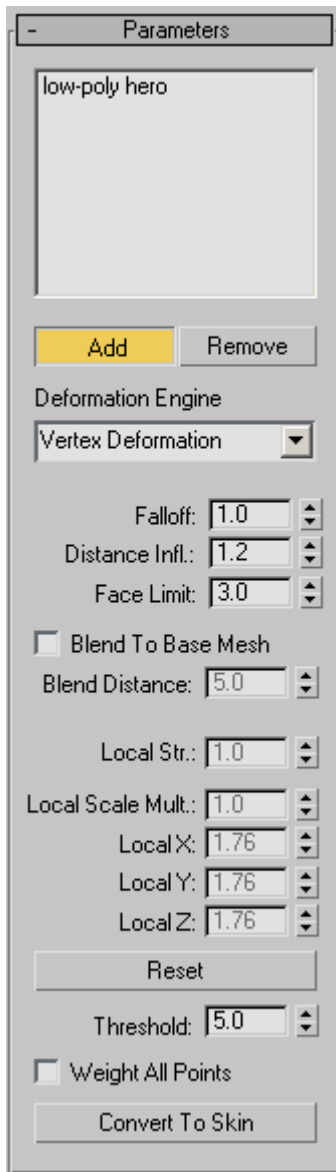 - Parameters
low-poly hero
Add Remove
Deformation Engine
Vertex Deformation
Falloff: 1.0
Distance Infl.: 1.2
Face Limit: 3.0
Blend To Base Mesh
Blend Distance: 5.0
Local Str.: 1.0
Local Scale Mult.: 1.0
Local X: 1.76
Local Y: 1.76
Local Z: 1.76
Reset
Threshold: 5.0
Weight All Points
Convert To Skin